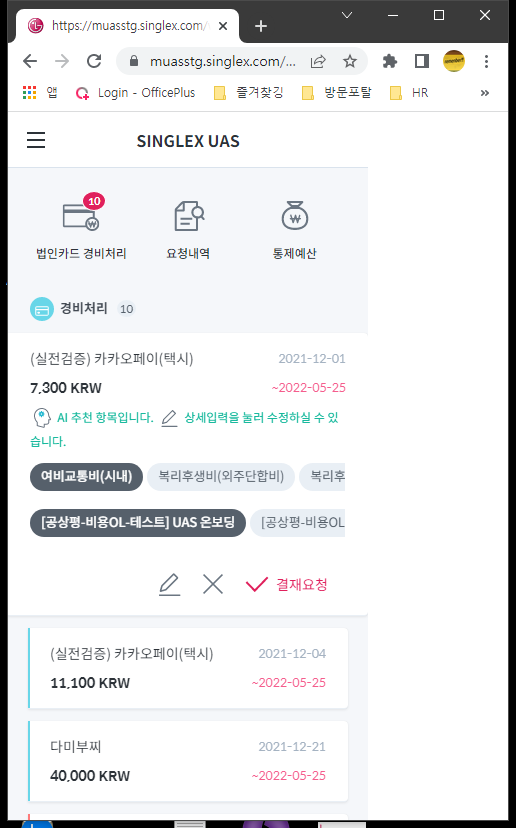 https://muasstg.singlex.com/
muasstg.singlex.com/...
앱
Login - OfficePlus
즐겨찾깅
방문포탈
HR
SINGLEX UAS
10
법인카드 경비처리
요청내역
통제예산
경비처리 10
(실전검증) 카카오페이(택시) 2021-12-01
7,300 KRW ~2022-05-25
AI 추천 항목입니다. 상세입력을 눌러 수정하실 수 있
습니다.
여비교통비(시내) 복리후생비(외주단합비) 복리후
[공상평-비용OL-테스트] UAS 온보딩 [공상평-비용OL
결재요청
(실전검증) 카카오페이(택시) 2021-12-04
11,100 KRW ~2022-05-25
다미부찌 2021-12-21
40,000 KRW ~2022-05-25